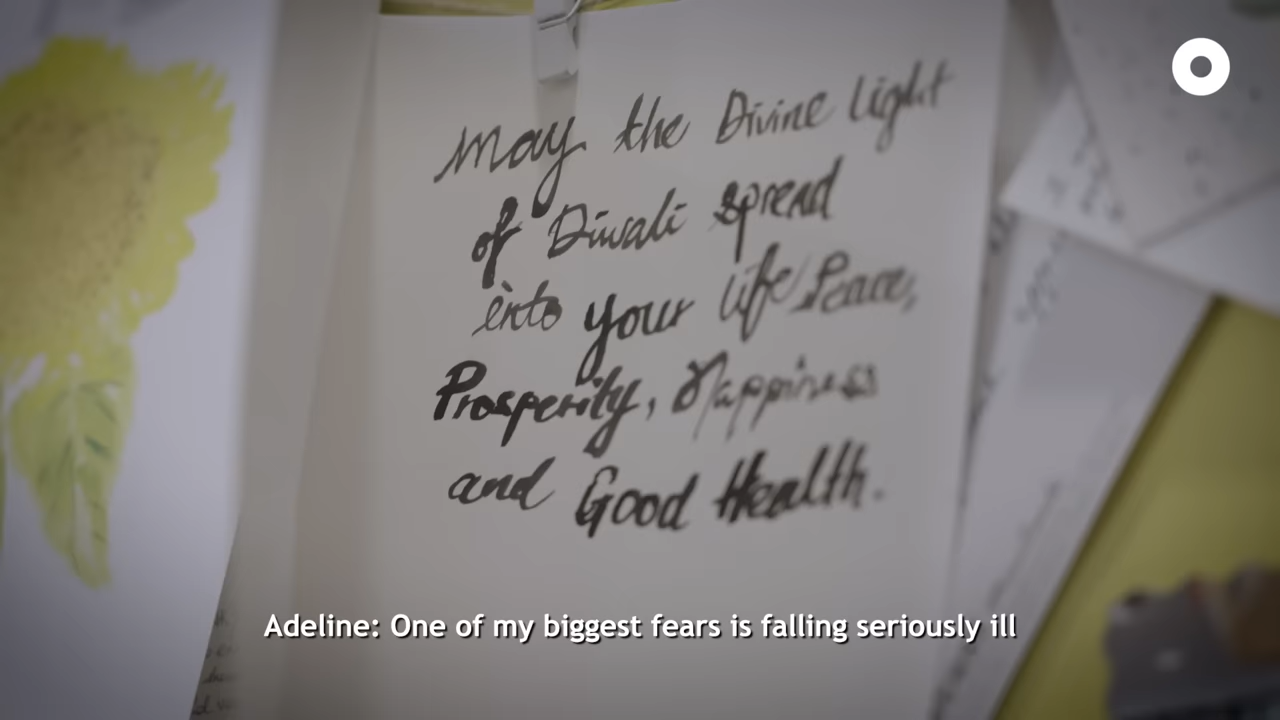 May the Divine Light
of Diwali spread
into your life Peace,
Prosperity, Happiness
and Good Health.
Adeline: One of my biggest fears is falling seriously ill